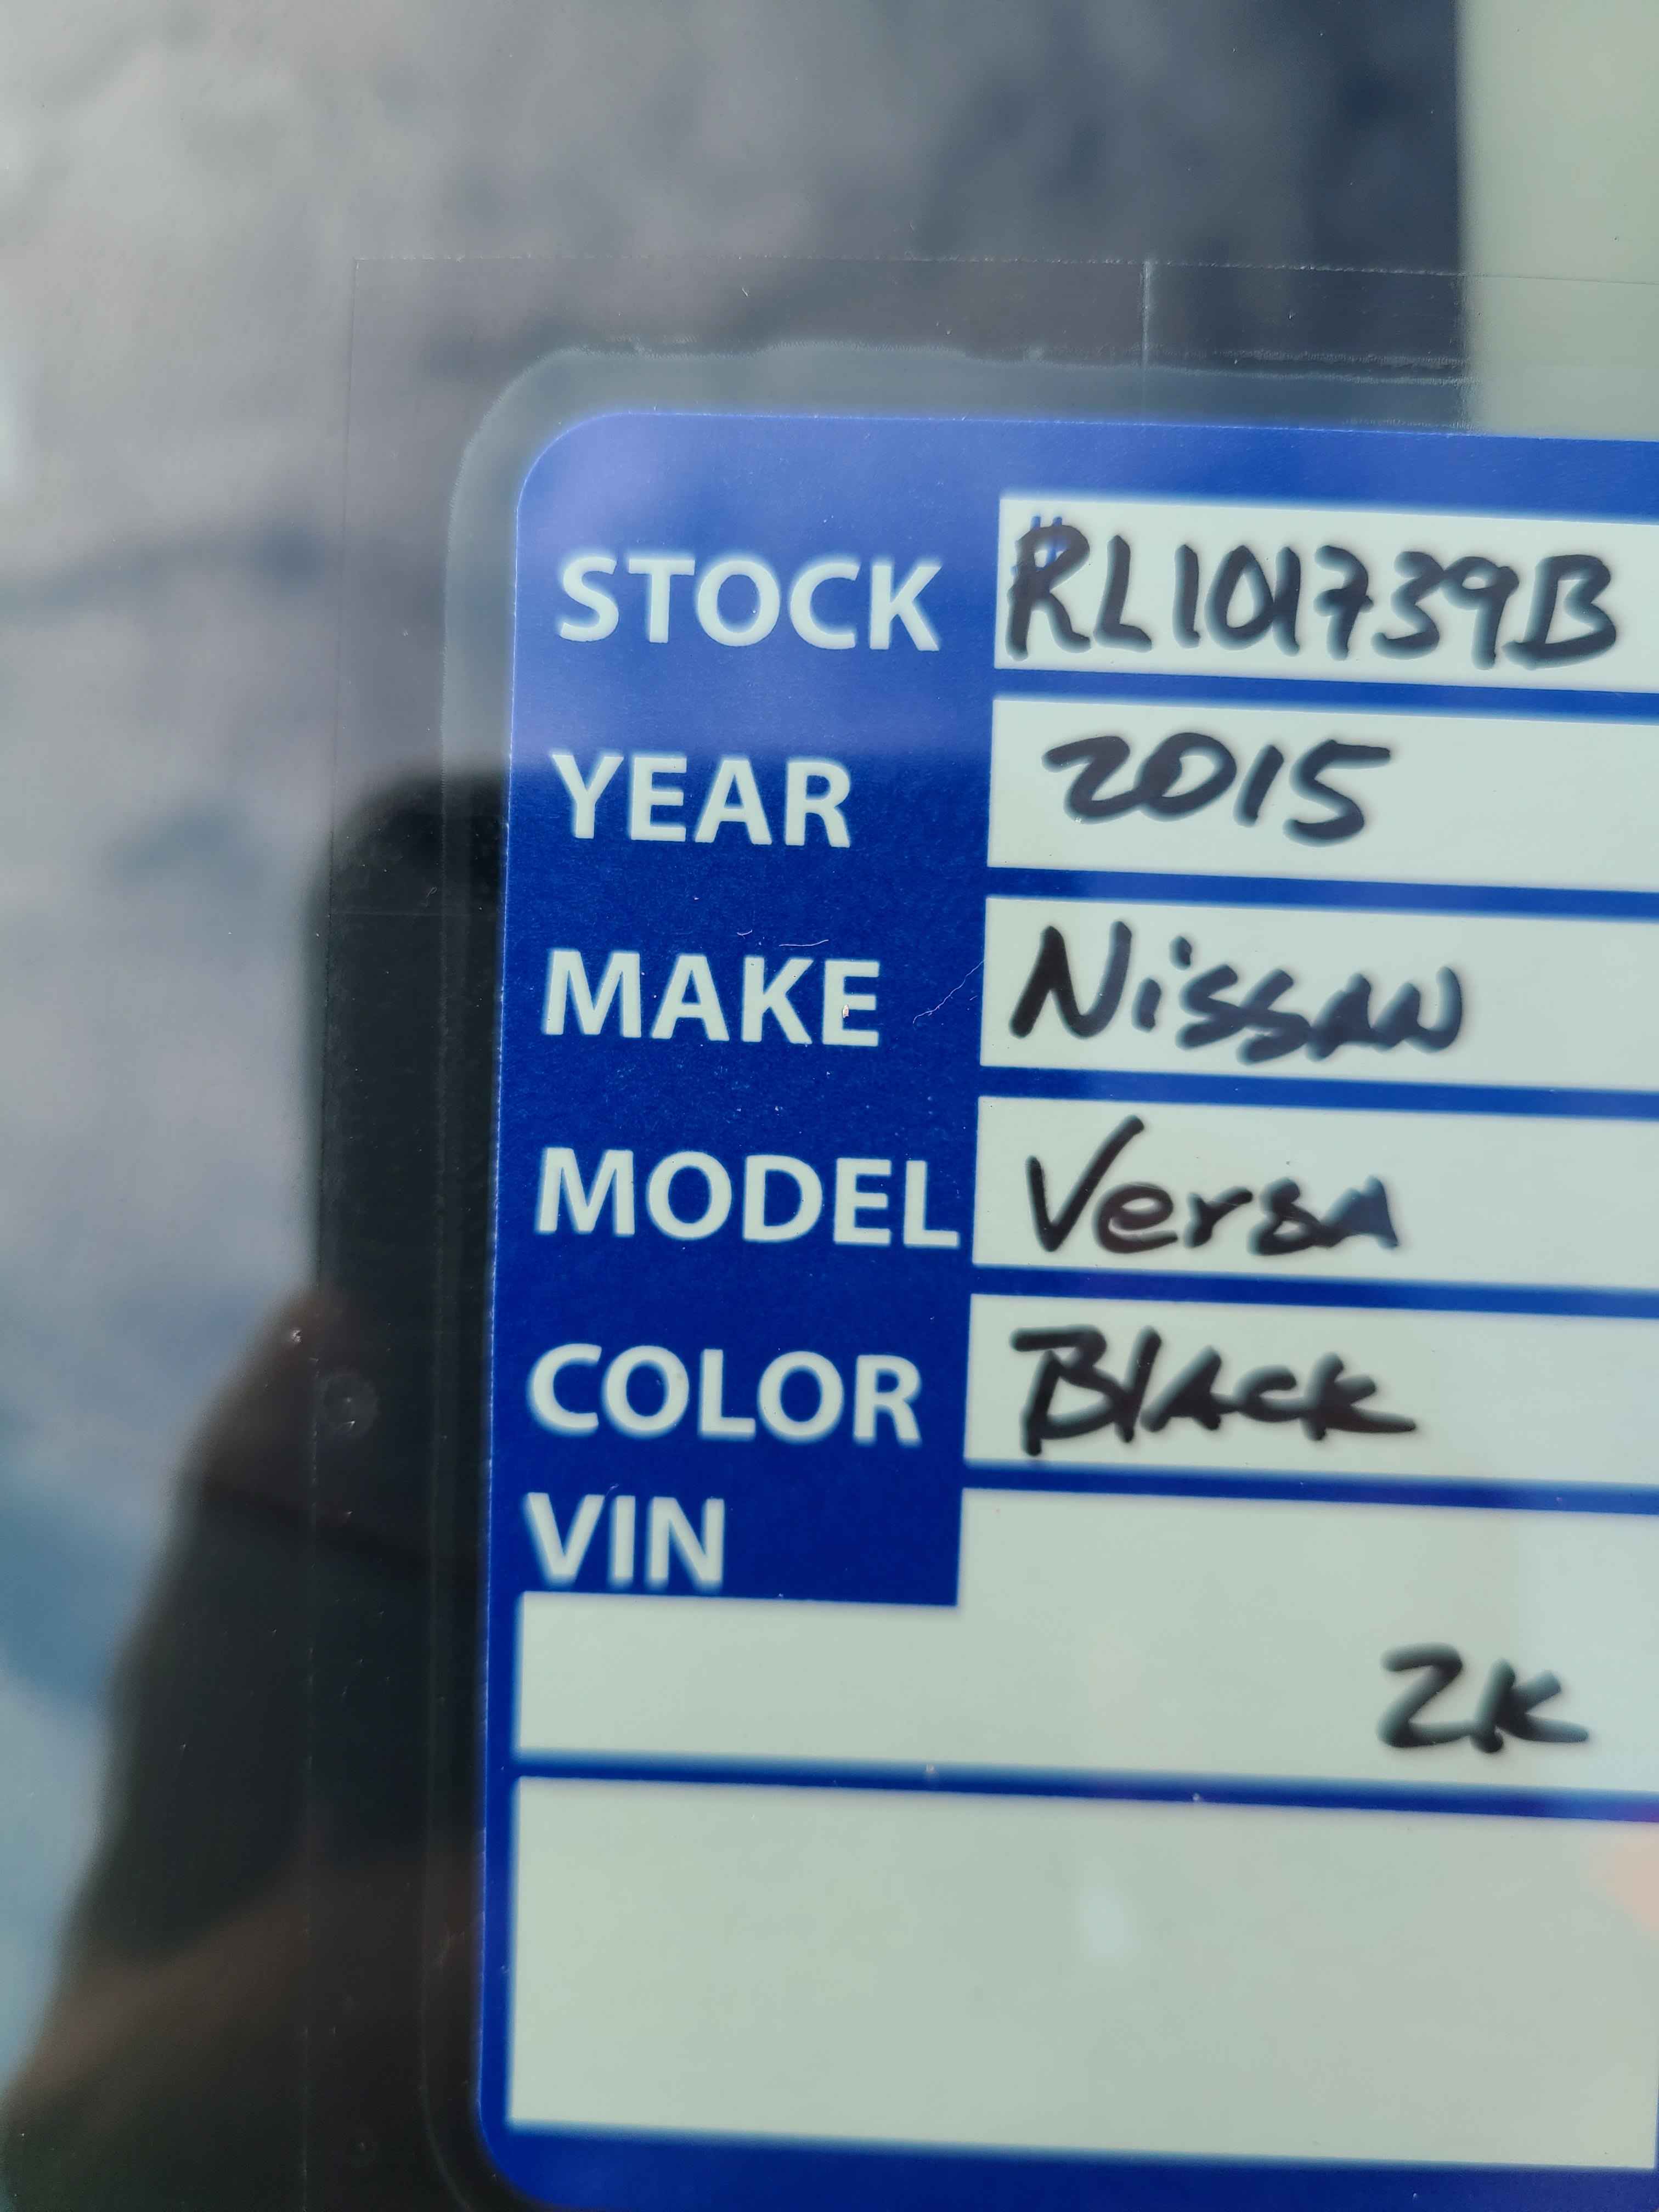 STOCK #RL101739B
YEAR 2015
MAKE Nissan
MODEL Versa
COLOR Black
VIN
2K